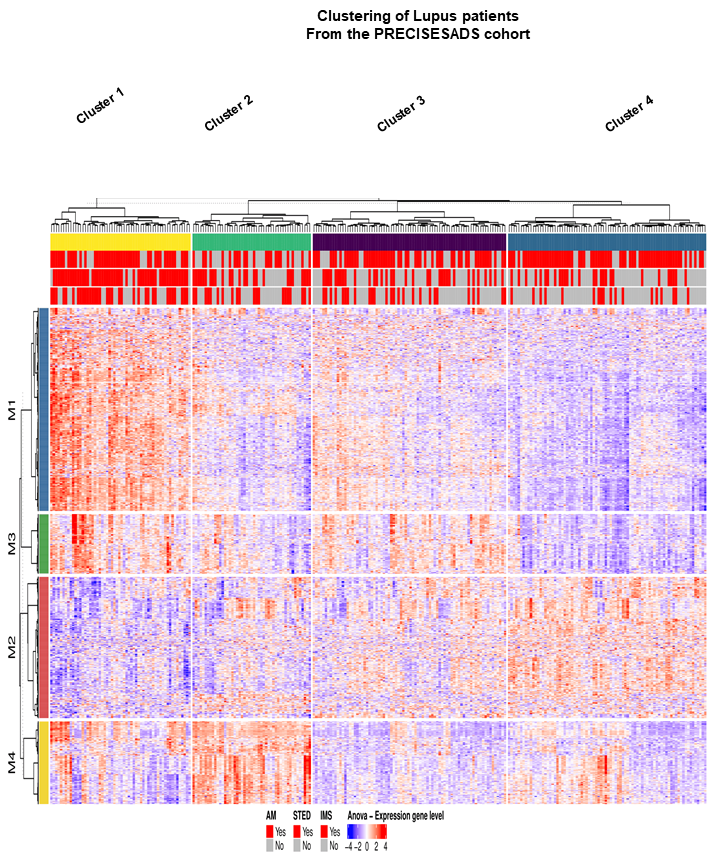 Clustering of Lupus patients
From the PRECISESADS cohort
Cluster 1
Cluster 2
Cluster 3
Cluster 4
M1
M3
M2
M4
AM STED IMS Anova - Expression gene level
Yes Yes Yes
No No No -4 -2 0 2 4